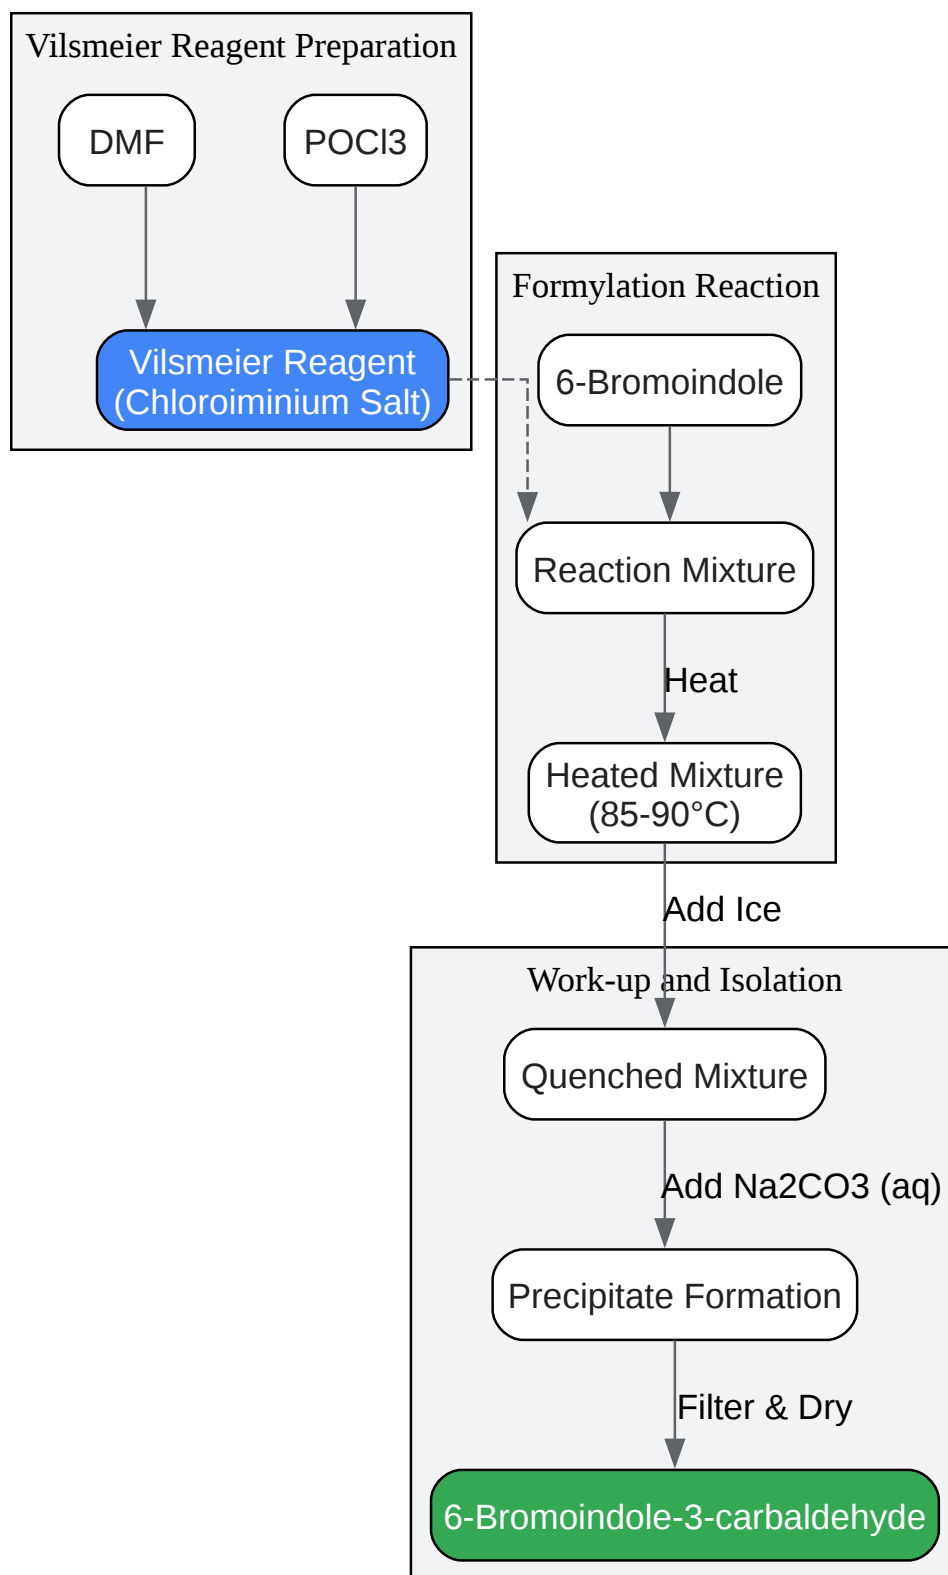 Vilsmeier Reagent Preparation
DMF
POCl3
Vilsmeier Reagent
(Chloroiminium Salt)
Formylation Reaction
6-Bromoindole
Reaction Mixture
Heat
Heated Mixture
(85-90°C)
Add Ice
Work-up and Isolation
Quenched Mixture
Add Na2CO3 (aq)
Precipitate Formation
Filter & Dry
6-Bromoindole-3-carbaldehyde